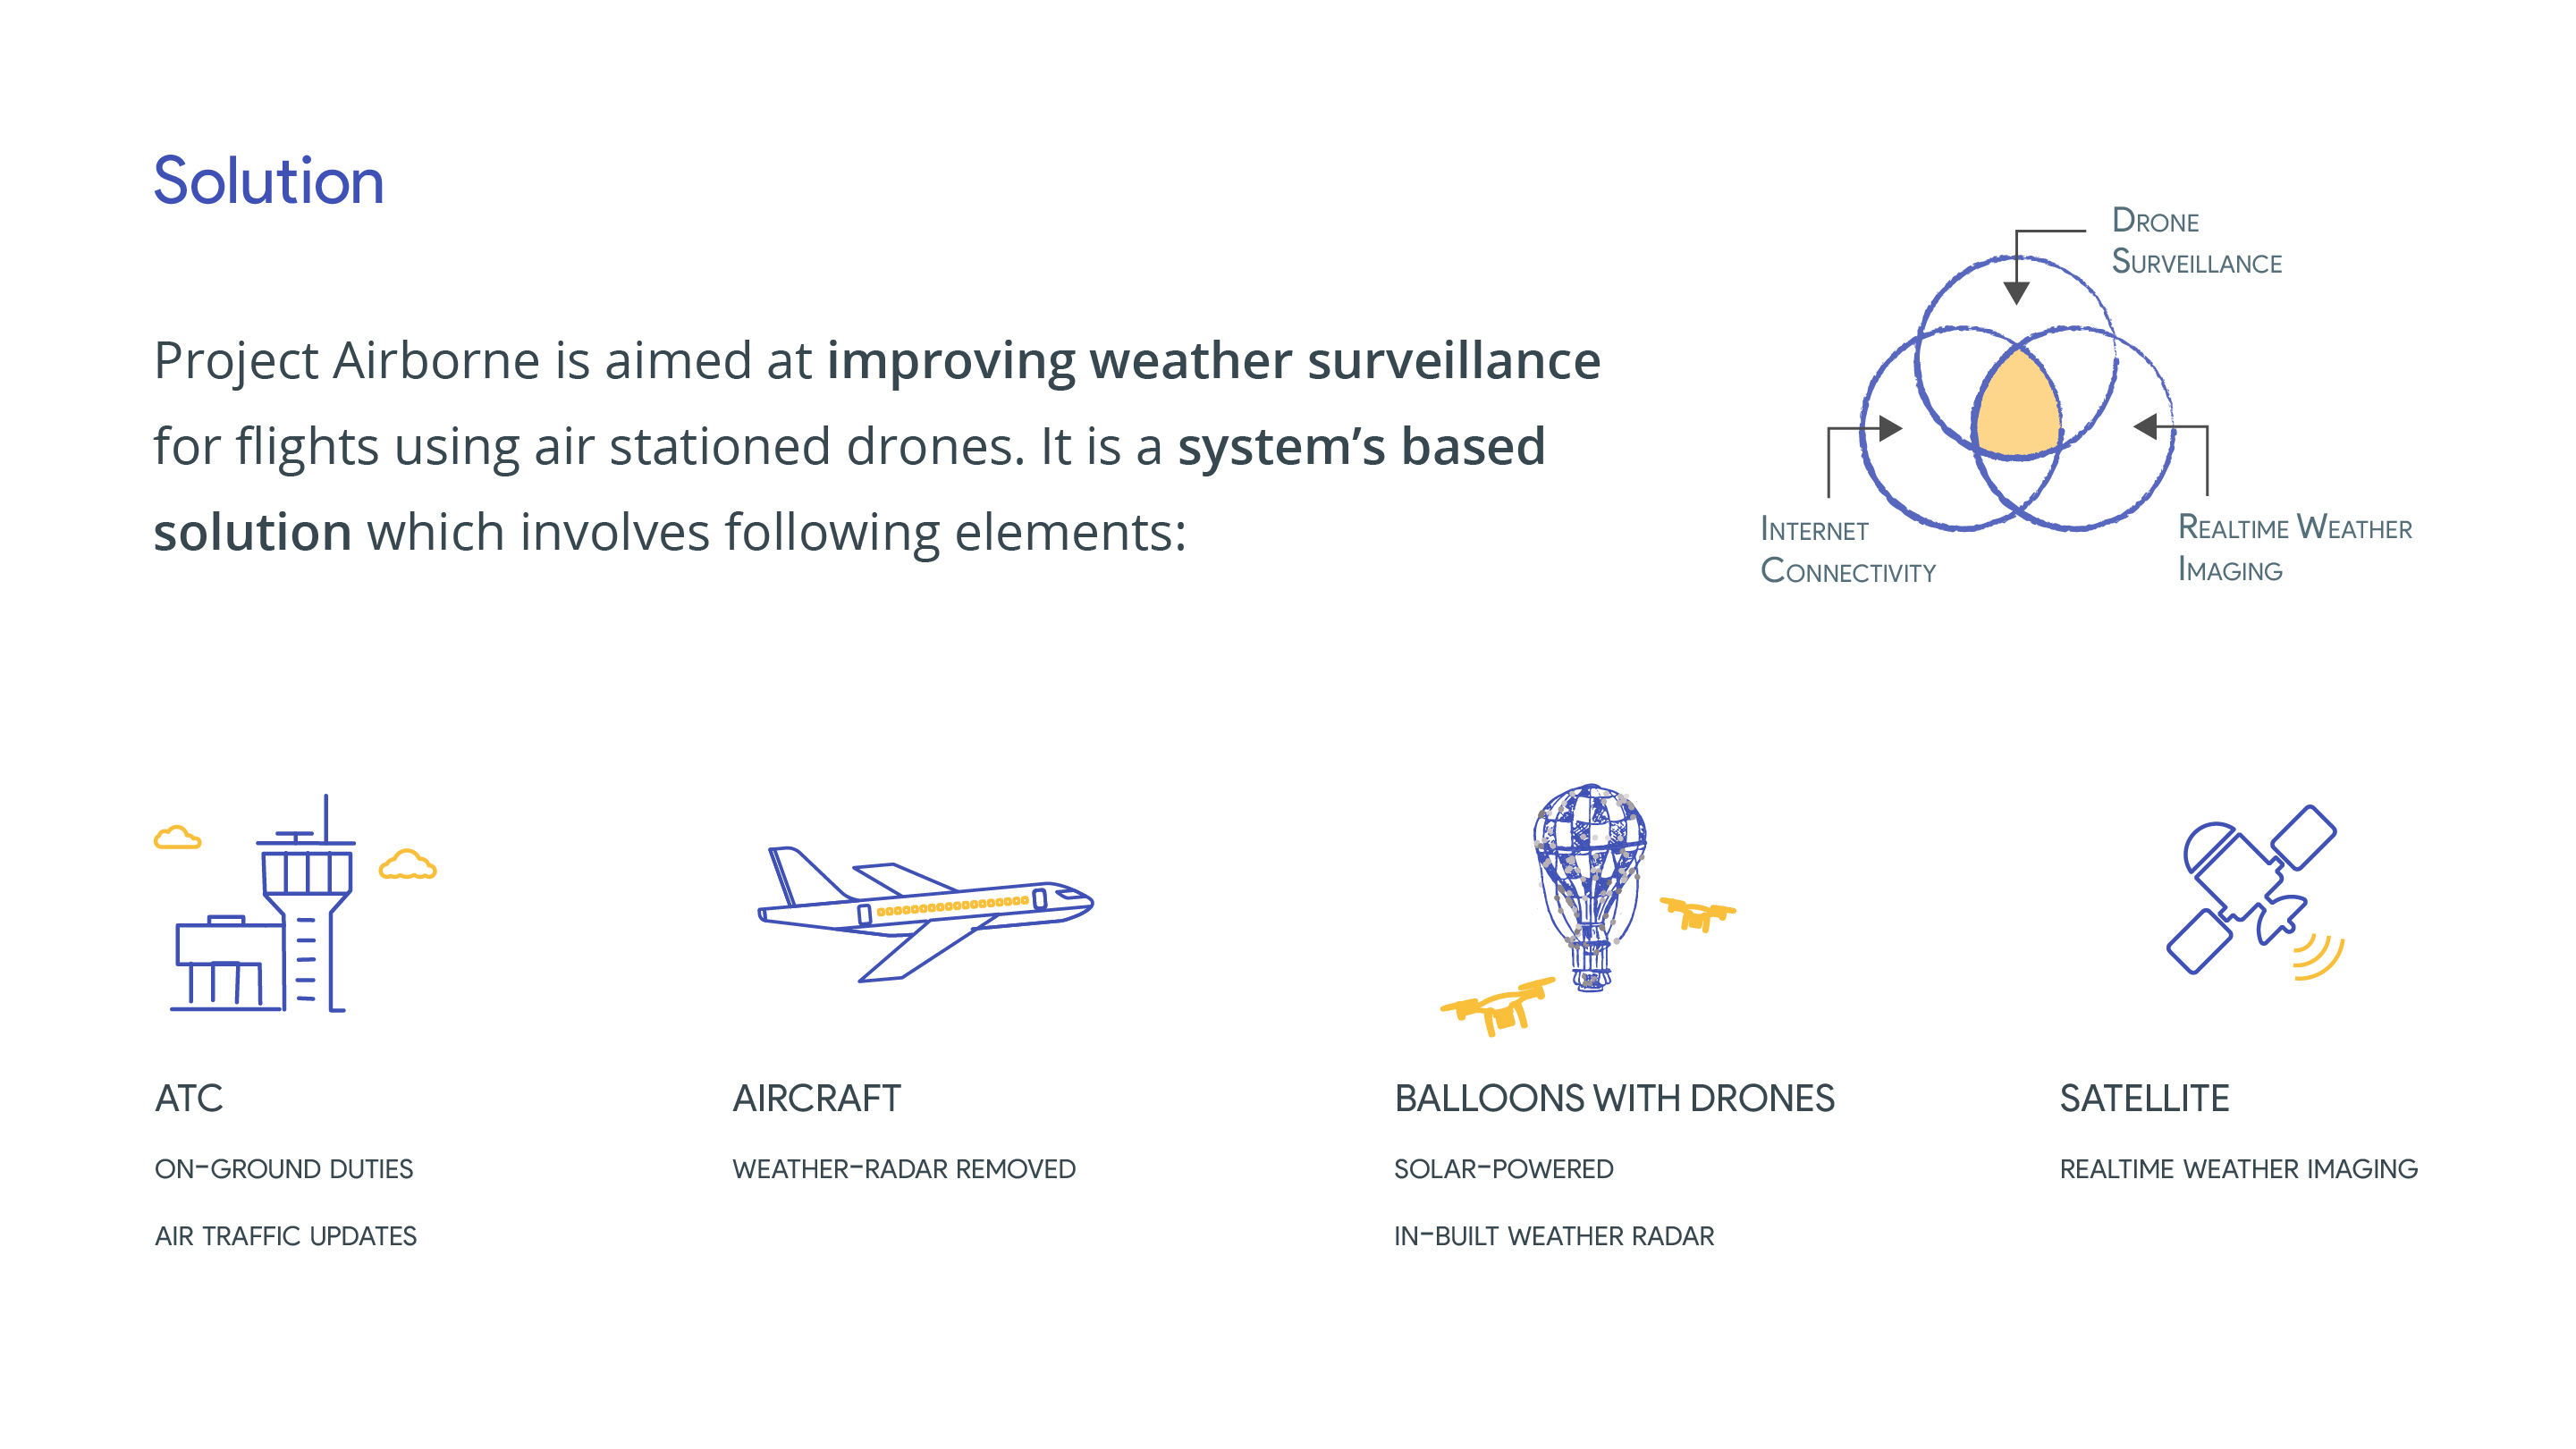 Solution
Project Airborne is aimed at improving weather surveillance
for flights using air stationed drones. It is a system’s based
solution which involves following elements:
Drone
Surveillance
Internet
Connectivity
Realtime Weather
Imaging
ATC
ON-GROUND DUTIES
AIR TRAFFIC UPDATES
AIRCRAFT
WEATHER-RADAR REMOVED
BALLOONS WITH DRONES
SOLAR-POWERED
IN-BUILT WEATHER RADAR
SATELLITE
REALTIME WEATHER IMAGING